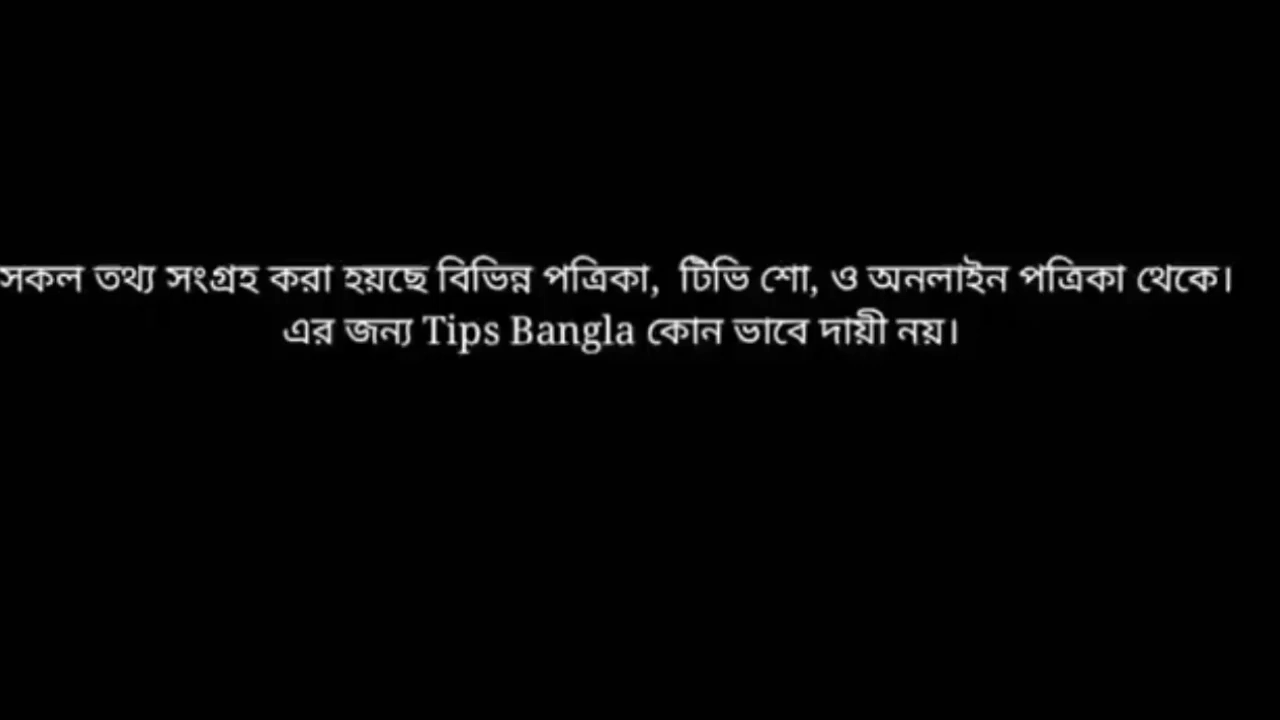 সকল তথ্য সংগ্রহ করা হয়ছে বিভিন্ন পত্রিকা, টিভি শো, ও অনলাইন পত্রিকা থেকে।
এর জন্য Tips Bangla কোন ভাবে দায়ী নয়।